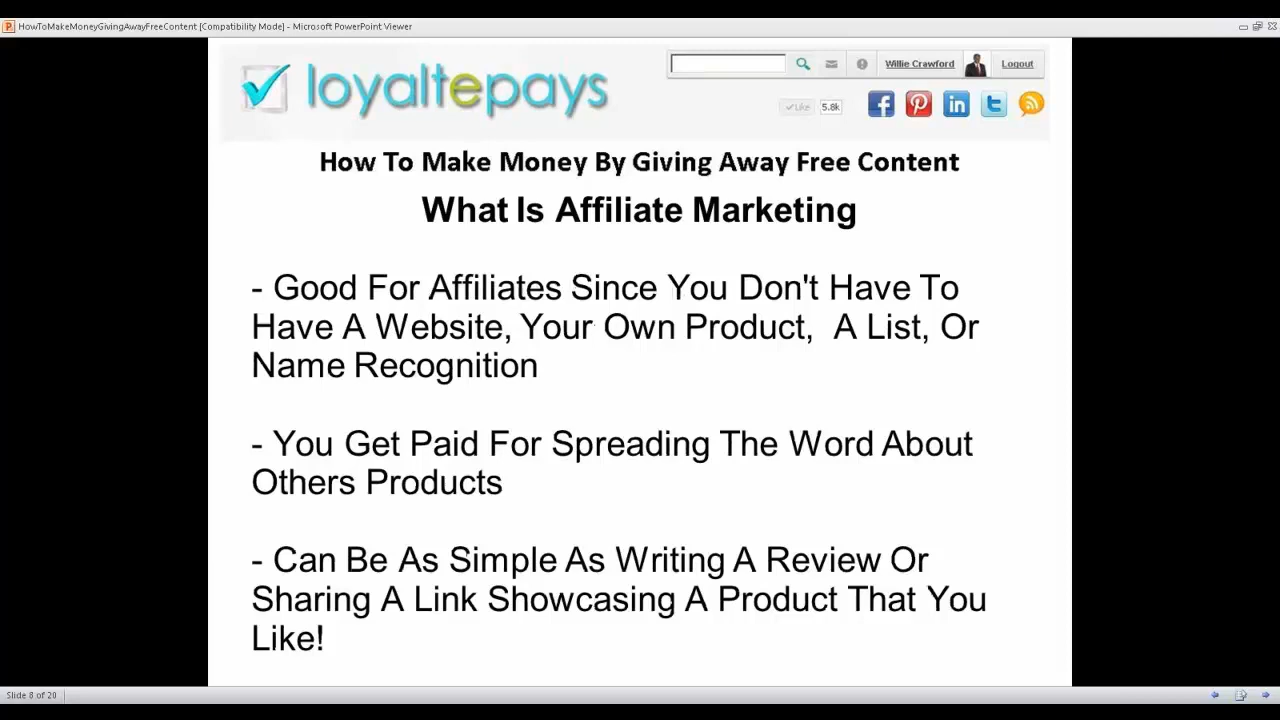 HowToMakeMoneyGivingAwayFreeContent [Compatibility Mode] - Microsoft PowerPoint Viewer
loyaltepays
Willie Crawford
Logout
Like
5.8k
How To Make Money By Giving Away Free Content
What Is Affiliate Marketing
- Good For Affiliates Since You Don't Have To
Have A Website, Your Own Product,  A List, Or
Name Recognition
- You Get Paid For Spreading The Word About
Others Products
- Can Be As Simple As Writing A Review Or
Sharing A Link Showcasing A Product That You
Like!
Slide 8 of 20